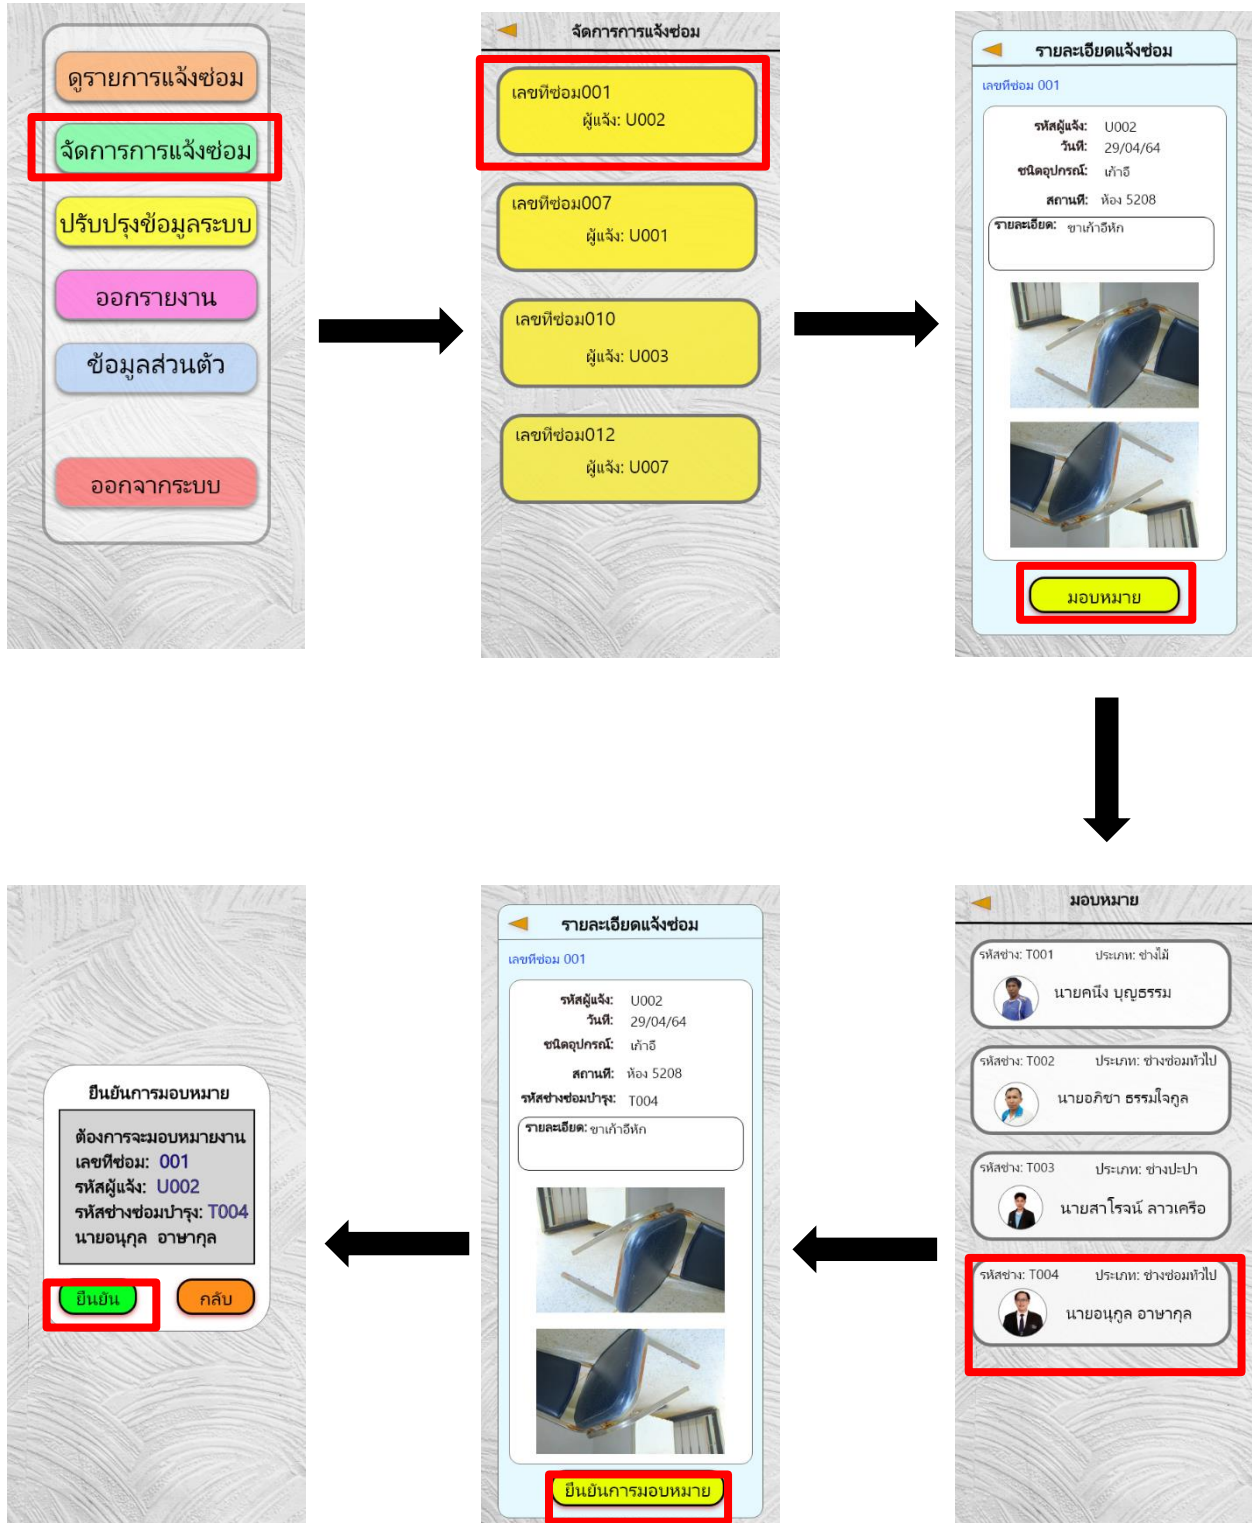 ดูรายการแจ้งซ่อม
จัดการการแจ้งซ่อม
ปรับปรุงข้อมูลระบบ
ออกรายงาน
ข้อมูลส่วนตัว
ออกจากระบบ
จัดการการแจ้งซ่อม
เลขที่ซ่อม001
ผู้แจ้ง: U002
เลขที่ซ่อม007
ผู้แจ้ง: U001
เลขที่ซ่อม010
ผู้แจ้ง: U003
เลขที่ซ่อม012
ผู้แจ้ง: U007
รายละเอียดแจ้งซ่อม
เลขที่ซ่อม 001
รหัสผู้แจ้ง: U002
วันที่: 29/04/64
ชนิดอุปกรณ์: เก้าอี้
สถานที่: ห้อง 5208
รายละเอียด: ขาเก้าอี้หัก
มอบหมาย
มอบหมาย
รหัสช่าง: T001 ประเภท: ช่างไม้
นายคนึง บุญธรรม
รหัสช่าง: T002 ประเภท: ช่างซ่อมทั่วไป
นายอภิชา ธรรมใจกูล
รหัสช่าง: T003 ประเภท: ช่างปะปา
นายสาโรจน์ ลาวเครือ
รหัสช่าง: T004 ประเภท: ช่างซ่อมทั่วไป
นายอนุกูล อาษากุล
รายละเอียดแจ้งซ่อม
เลขที่ซ่อม 001
รหัสผู้แจ้ง: U002
วันที่: 29/04/64
ชนิดอุปกรณ์: เก้าอี้
สถานที่: ห้อง 5208
รหัสช่างซ่อมบำรุง: T004
รายละเอียด: ขาเก้าอี้หัก
ยืนยันการมอบหมาย
ยืนยันการมอบหมาย
ต้องการจะมอบหมายงาน
เลขที่ซ่อม: 001
รหัสผู้แจ้ง: U002
รหัสช่างซ่อมบำรุง: T004
นายอนุกุล อาษากุล
ยืนยัน
กลับ